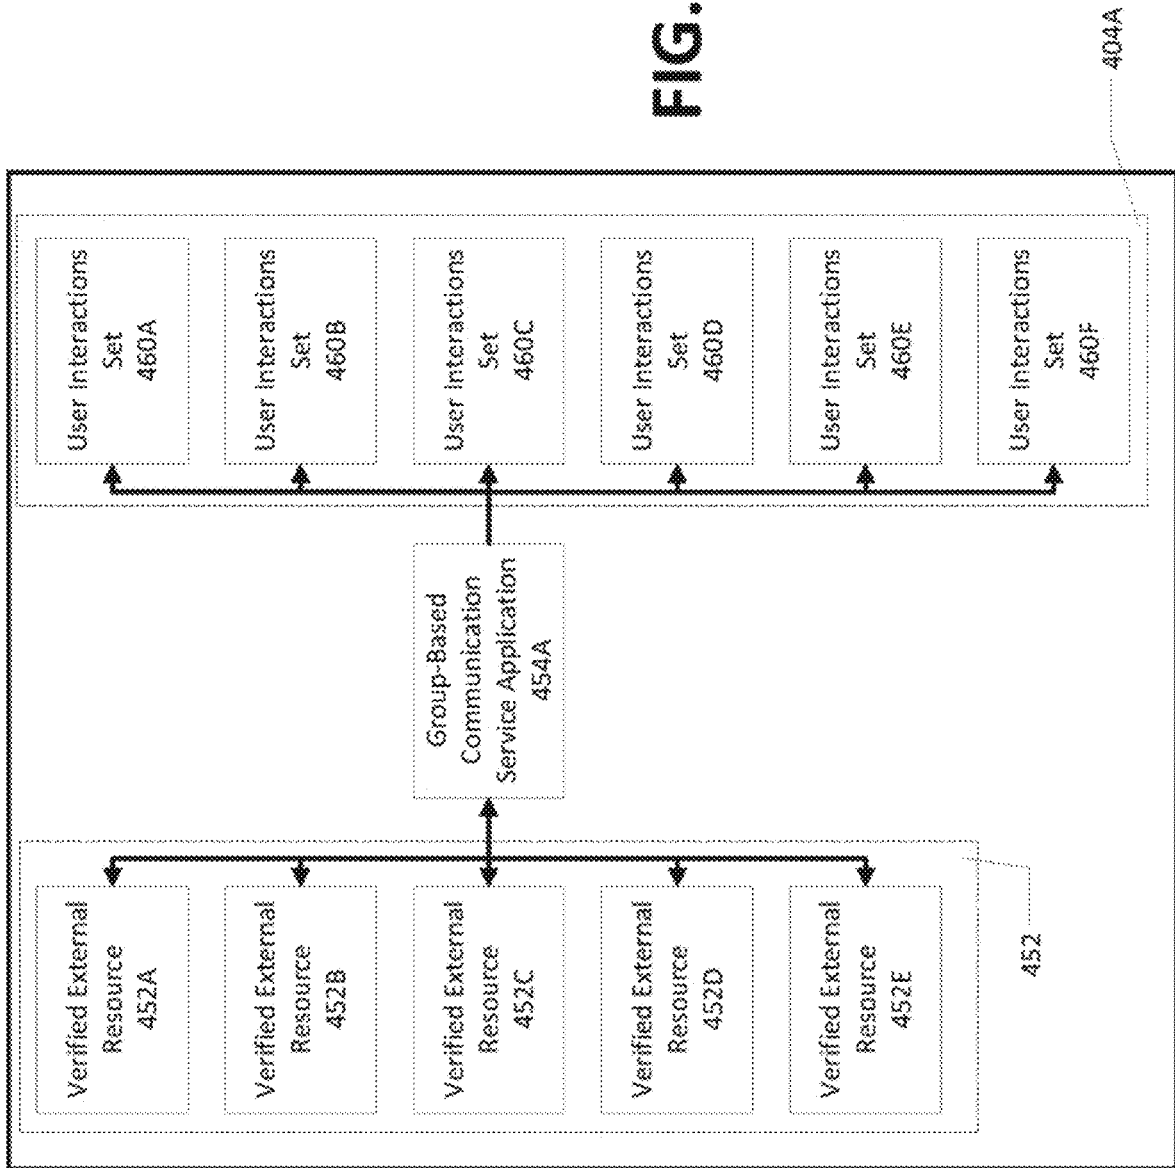 Verified External
Resource
452A
Verified External
Resource
452B
Verified External
Resource
452C
Verified External
Resource
452D
Verified External
Resource
452E
452
Group-Based
Communication
Service Application
454A
User Interactions
Set
460A
User Interactions
Set
460B
User Interactions
Set
460C
User Interactions
Set
460D
User Interactions
Set
460E
User Interactions
Set
460F
404A
FIG.